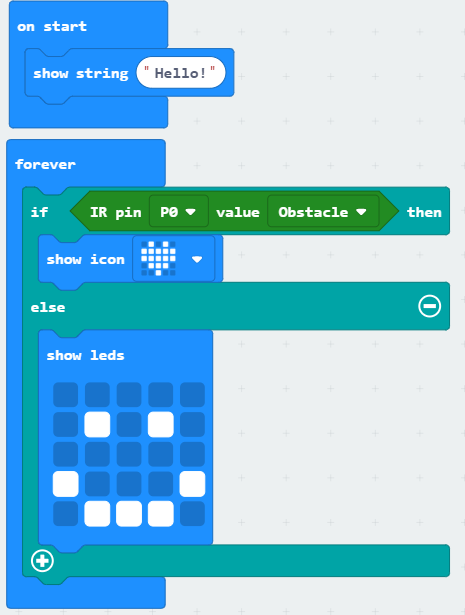 on start
show string "Hello!"
forever
if IR pin P0 value Obstacle then
show icon
else
show leds